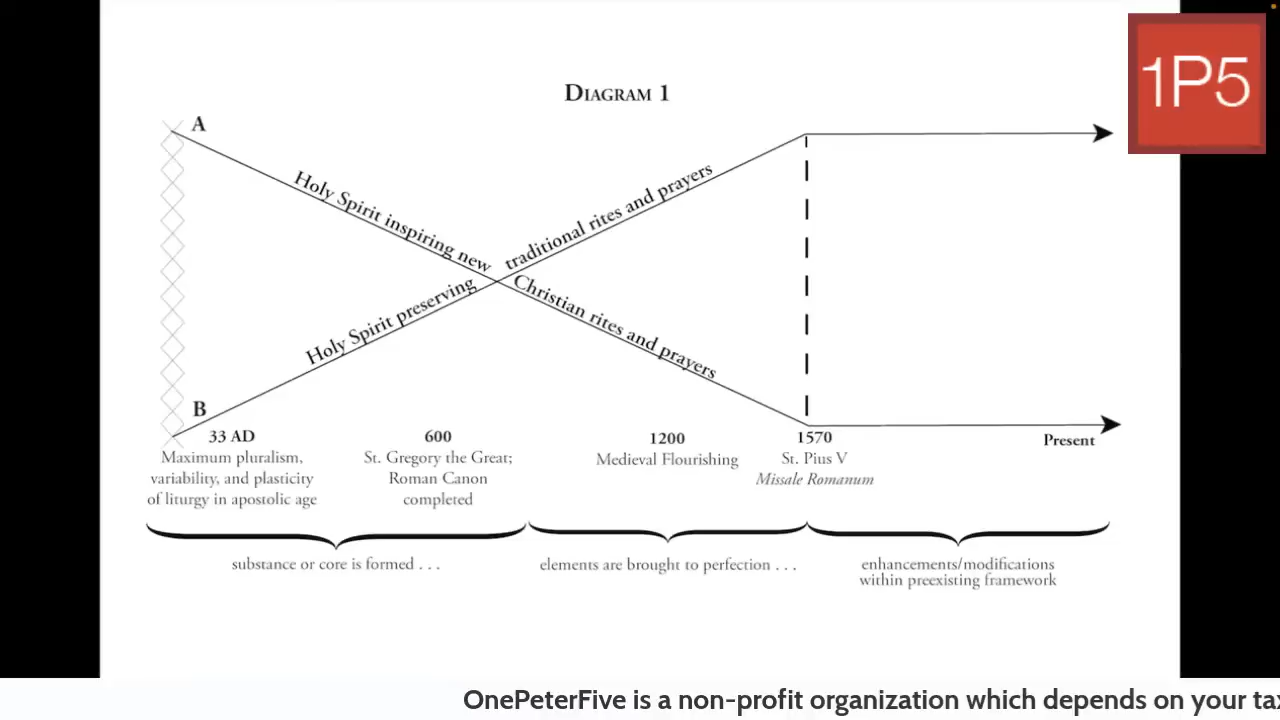 1P5
DIAGRAM 1
A
Holy Spirit inspiring new
Christian rites and prayers
Holy Spirit preserving
traditional rites and prayers
B
33 AD
Maximum pluralism,
variability, and plasticity
of liturgy in apostolic age
600
St. Gregory the Great;
Roman Canon
completed
1200
Medieval Flourishing
1570
St. Pius V
Missale Romanum
Present
substance or core is formed . . .
elements are brought to perfection . . .
enhancements/modifications
within preexisting framework
OnePeterFive is a non-profit organization which depends on your